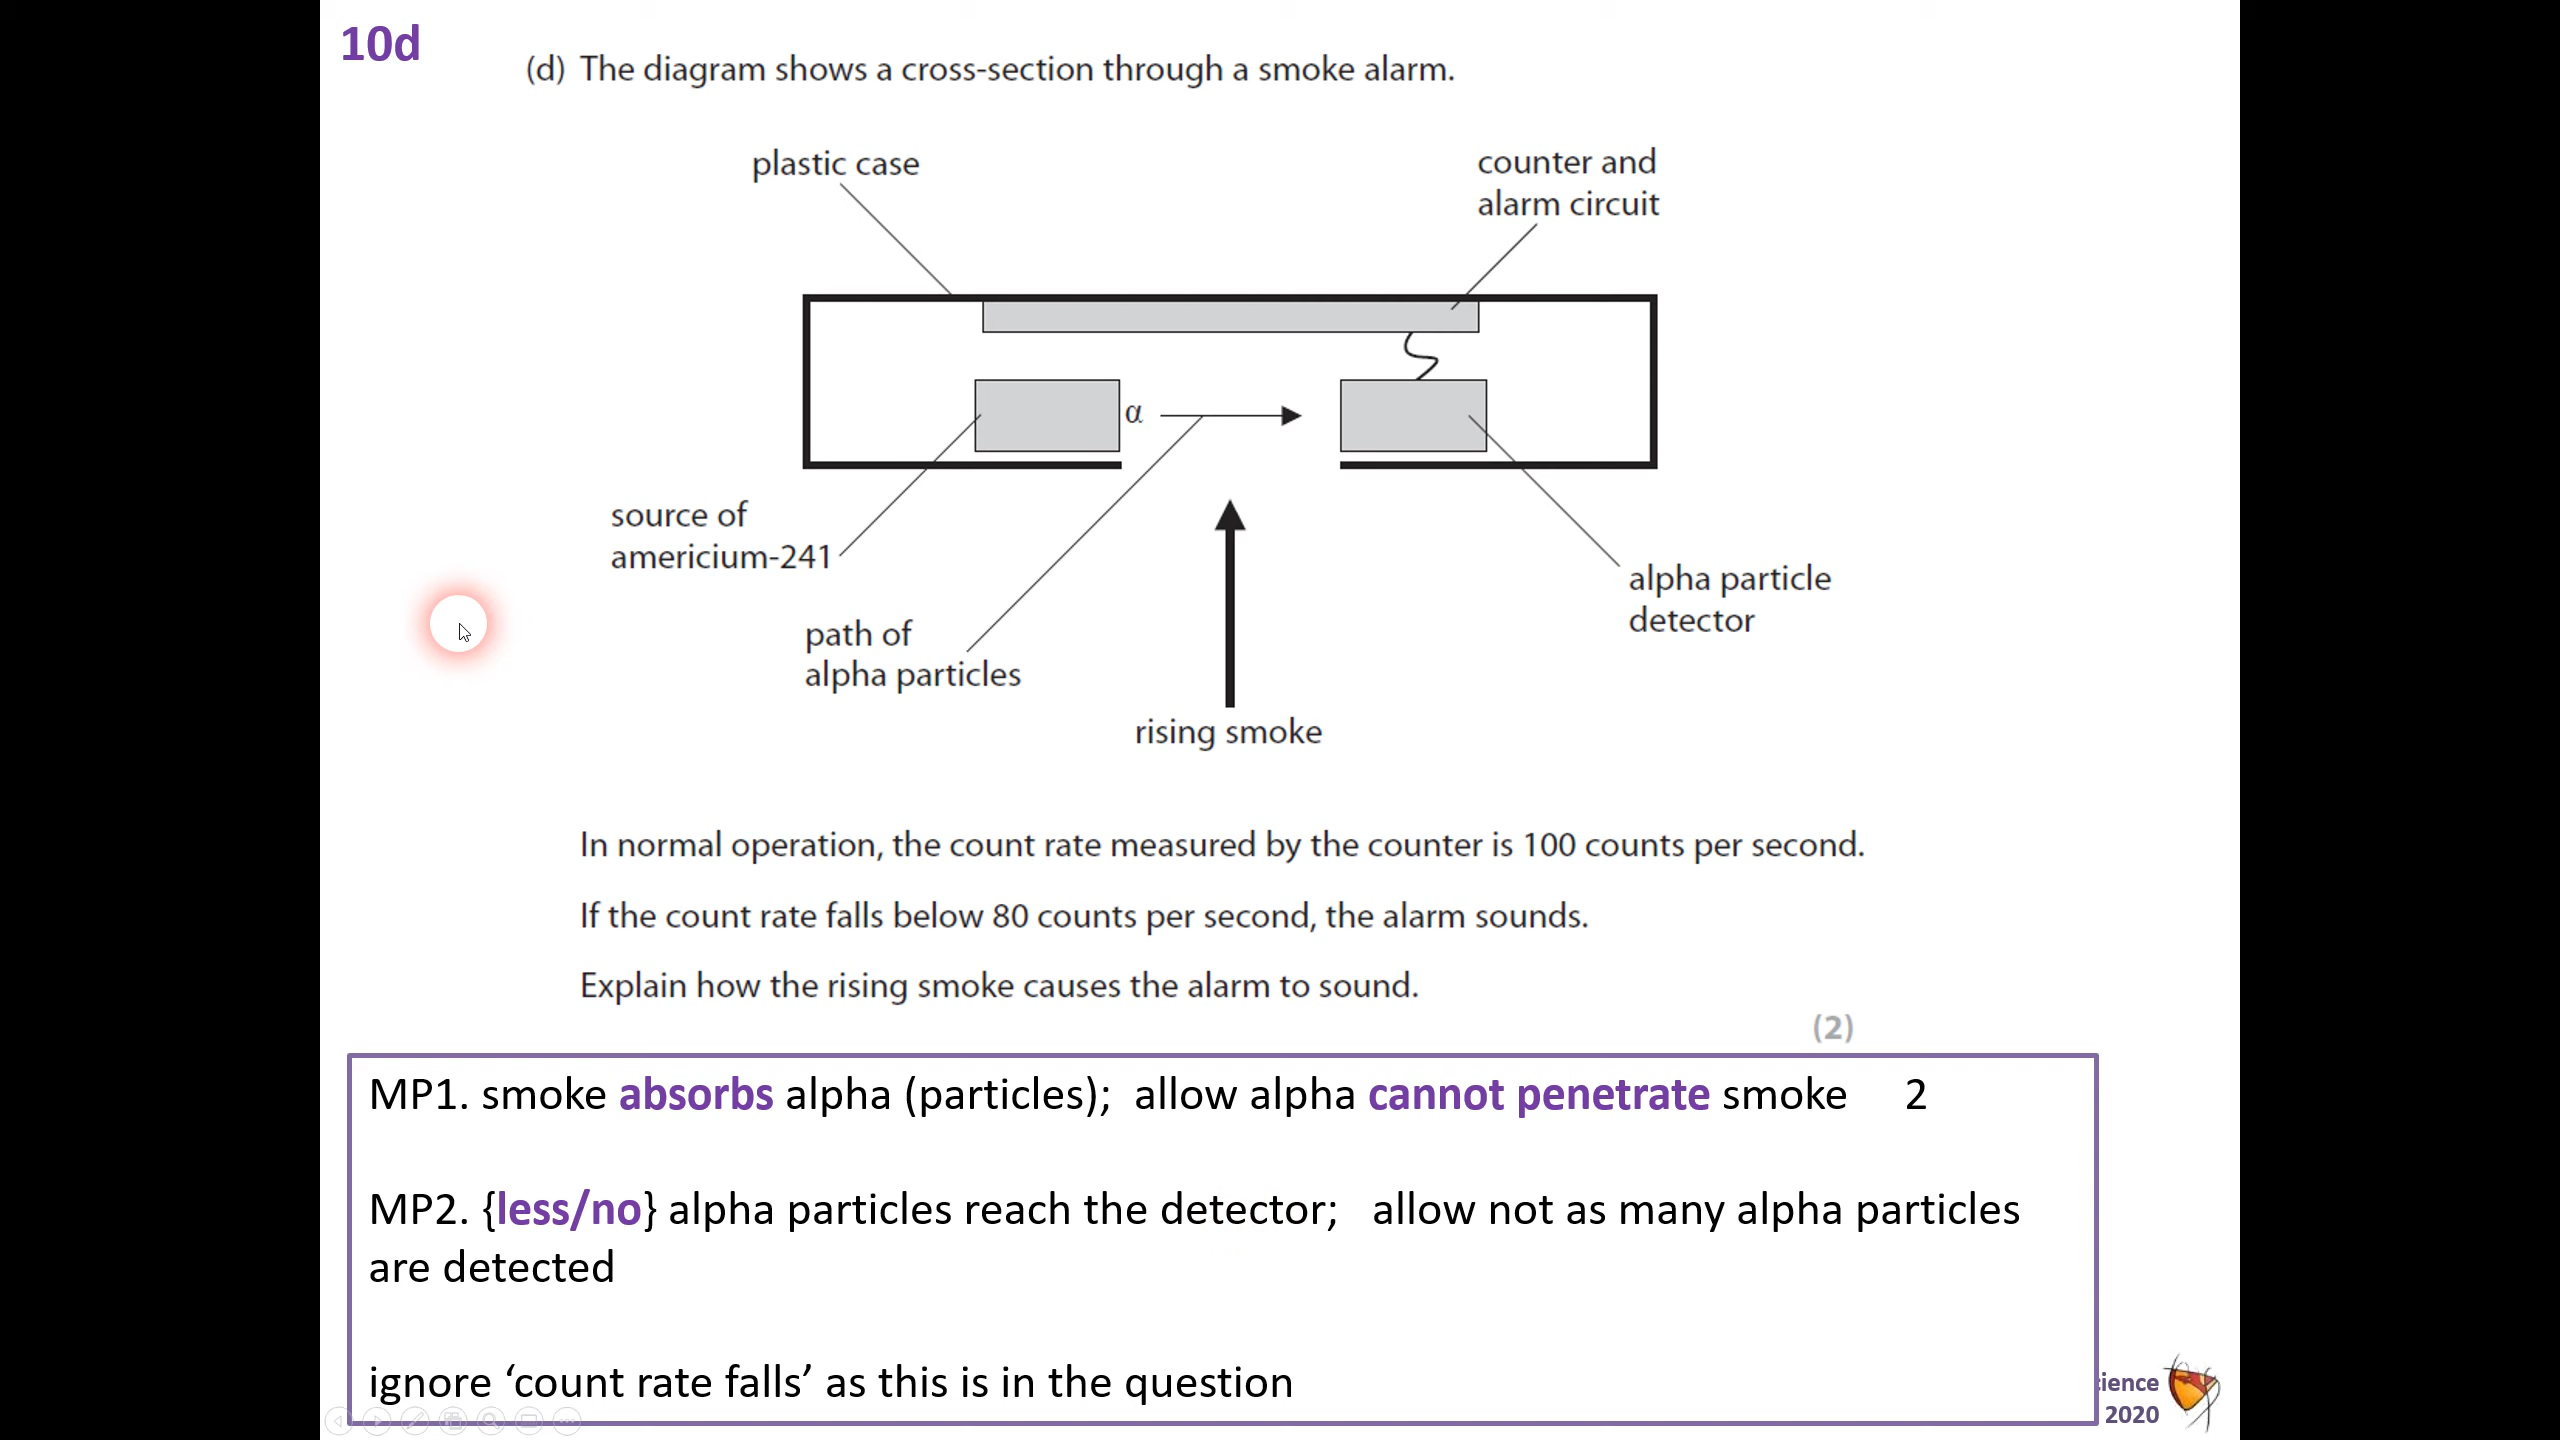 10d
(d) The diagram shows a cross-section through a smoke alarm.
plastic case
counter and
alarm circuit
α
source of
americium-241
alpha particle
detector
path of
alpha particles
rising smoke
In normal operation, the count rate measured by the counter is 100 counts per second.
If the count rate falls below 80 counts per second, the alarm sounds.
Explain how the rising smoke causes the alarm to sound.
(2)
MP1. smoke absorbs alpha (particles); allow alpha cannot penetrate smoke 2
MP2. {less/no} alpha particles reach the detector; allow not as many alpha particles
are detected
ignore ‘count rate falls’ as this is in the question
ience
2020